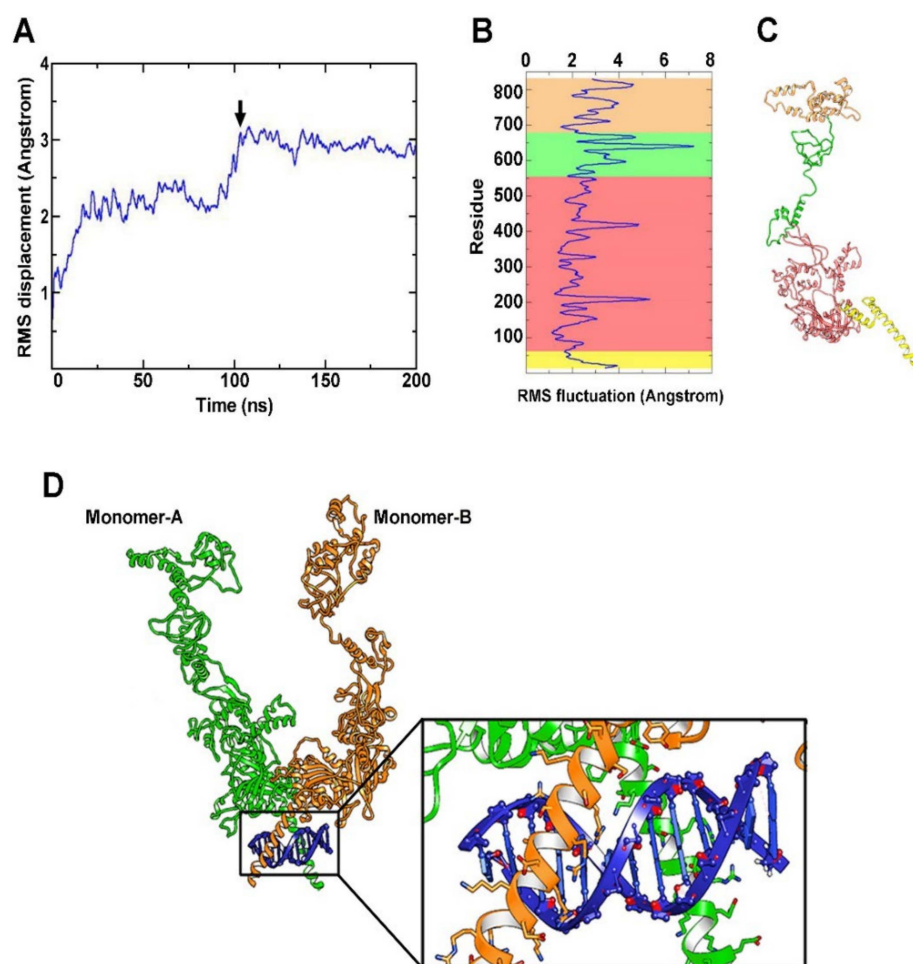 A
RMS displacement (Angstrom)
4
3
2
1
0 50 100 150 200
Time (ns)
B
0 2 4 6 8
Residue
800
700
600
500
400
300
200
100
RMS fluctuation (Angstrom)
C
D
Monomer-A
Monomer-B